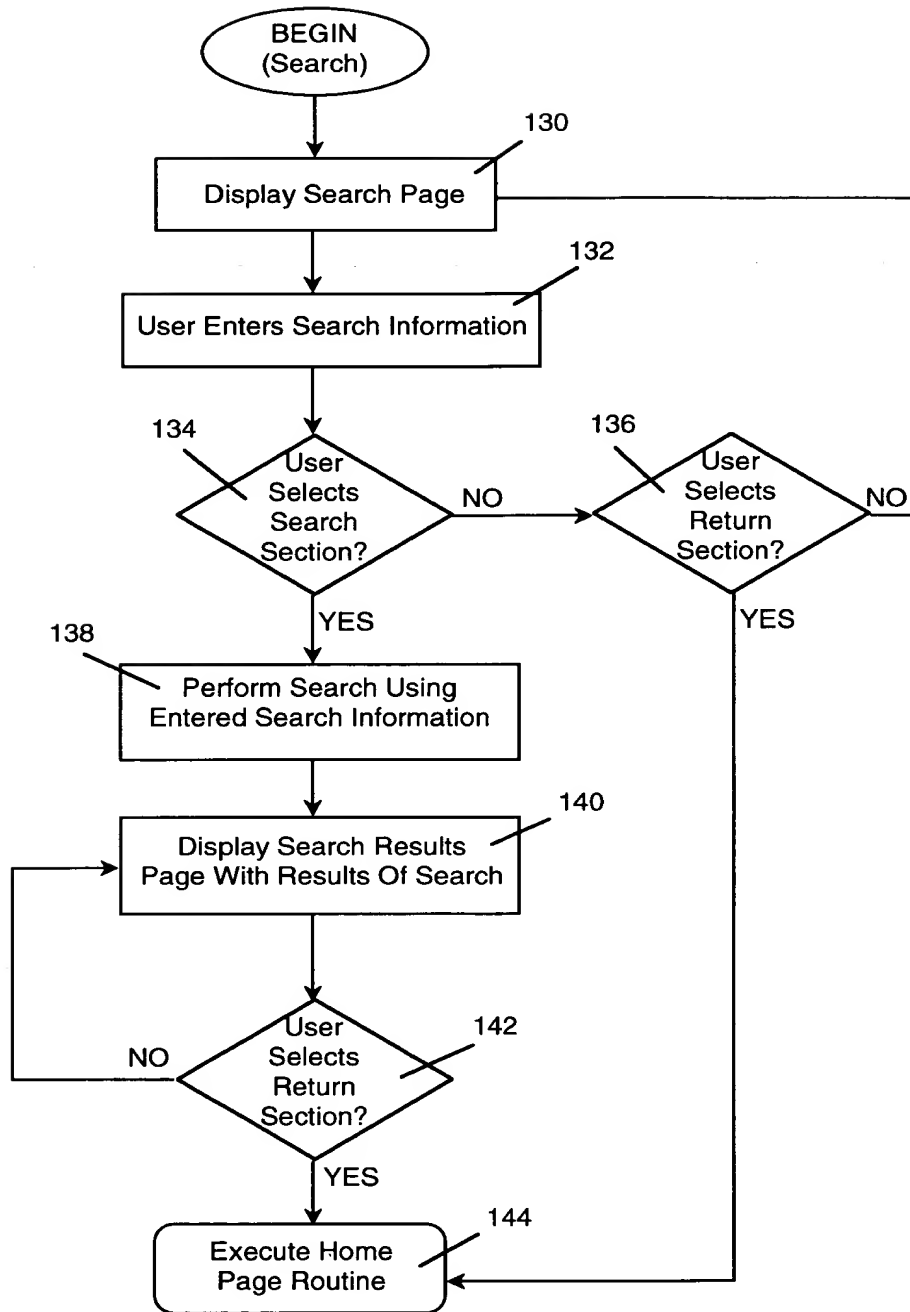 BEGIN
(Search)
130
Display Search Page
132
User Enters Search Information
134
User
Selects
Search
Section?
NO
136
User
Selects
Return
Section?
NO
YES
YES
138
Perform Search Using
Entered Search Information
140
Display Search Results
Page With Results Of Search
142
User
Selects
Return
Section?
NO
YES
144
Execute Home
Page Routine